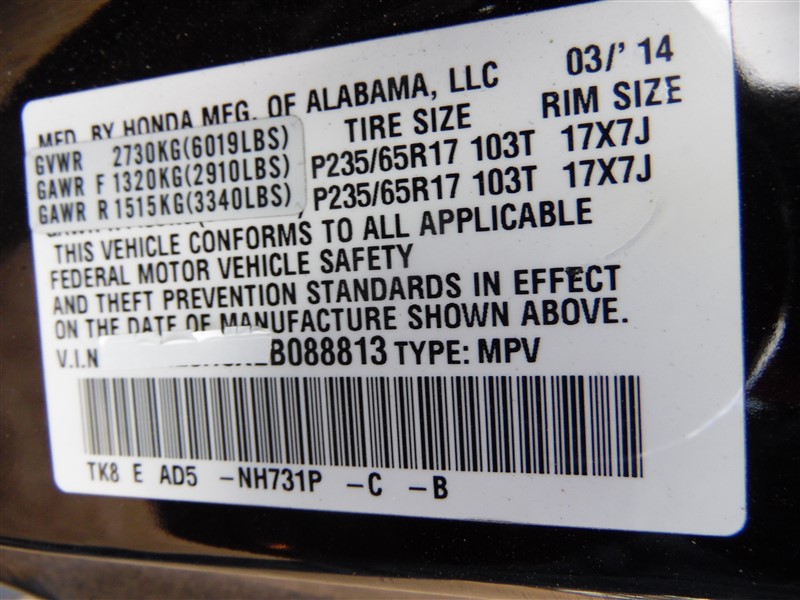 MFD. BY HONDA MFG. OF ALABAMA, LLC 03/'14
TIRE SIZE RIM SIZE
GVWR 2730KG(6019LBS)
GAWR F 1320KG(2910LBS) P235/65R17 103T 17X7J
GAWR R 1515KG(3340LBS) P235/65R17 103T 17X7J
THIS VEHICLE CONFORMS TO ALL APPLICABLE
FEDERAL MOTOR VEHICLE SAFETY
AND THEFT PREVENTION STANDARDS IN EFFECT
ON THE DATE OF MANUFACTURE SHOWN ABOVE.
V.I.N B088813 TYPE: MPV
TK8 E AD5 -NH731P -C -B